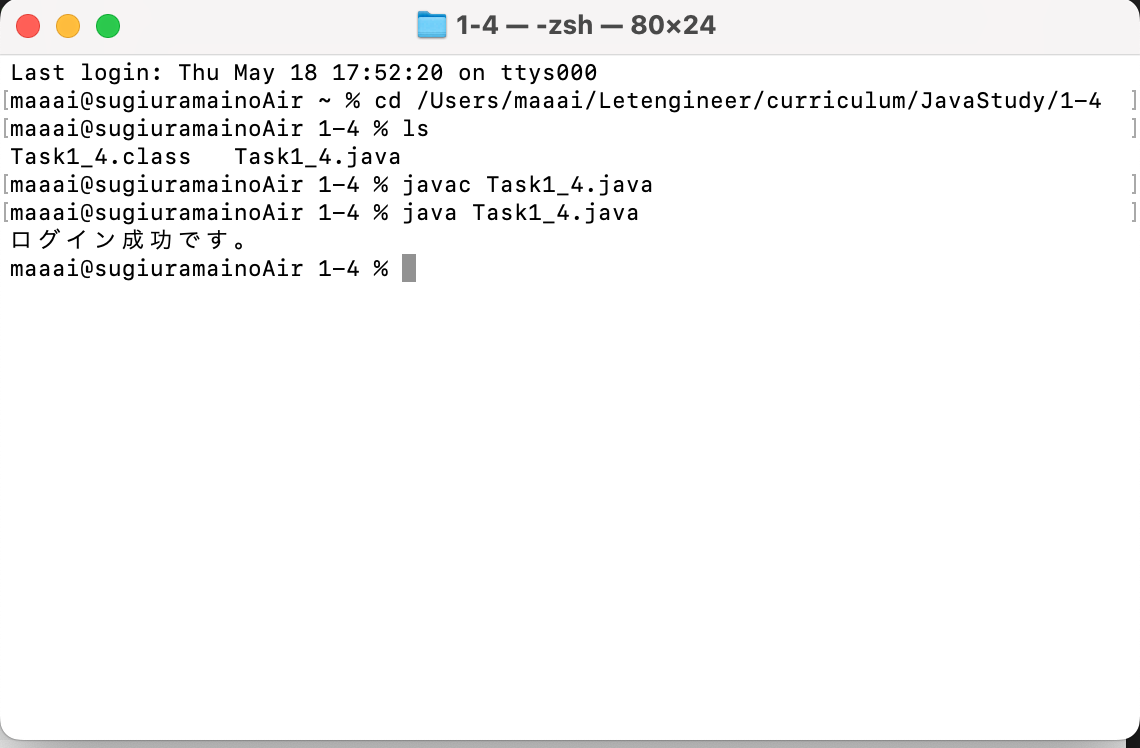 1-4 — -zsh — 80×24
Last login: Thu May 18 17:52:20 on ttys000
[maaai@sugiuramainoAir ~ % cd /Users/maaai/Letengineer/curriculum/JavaStudy/1-4 ]
[maaai@sugiuramainoAir 1-4 % ls ]
Task1_4.class Task1_4.java
[maaai@sugiuramainoAir 1-4 % javac Task1_4.java ]
[maaai@sugiuramainoAir 1-4 % java Task1_4.java ]
ログイン成功です。
maaai@sugiuramainoAir 1-4 %